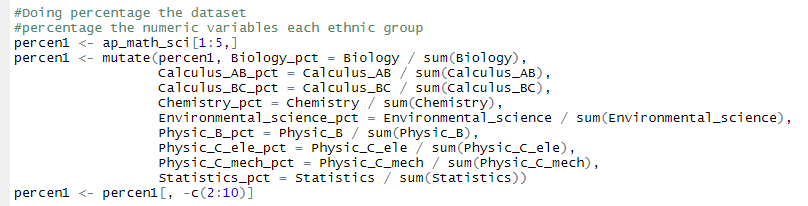 #Doing percentage the dataset
#percentage the numeric variables each ethnic group
percen1 <- ap_math_sci[1:5,]
percen1 <- mutate(percen1, Biology_pct = Biology / sum(Biology),
Calculus_AB_pct = Calculus_AB / sum(Calculus_AB),
Calculus_BC_pct = Calculus_BC / sum(Calculus_BC),
Chemistry_pct = Chemistry / sum(Chemistry),
Environmental_science_pct = Environmental_science / sum(Environmental_science),
Physic_B_pct = Physic_B / sum(Physic_B),
Physic_C_ele_pct = Physic_C_ele / sum(Physic_C_ele),
Physic_C_mech_pct = Physic_C_mech / sum(Physic_C_mech),
Statistics_pct = Statistics / sum(Statistics))
percen1 <- percen1[, -c(2:10)]